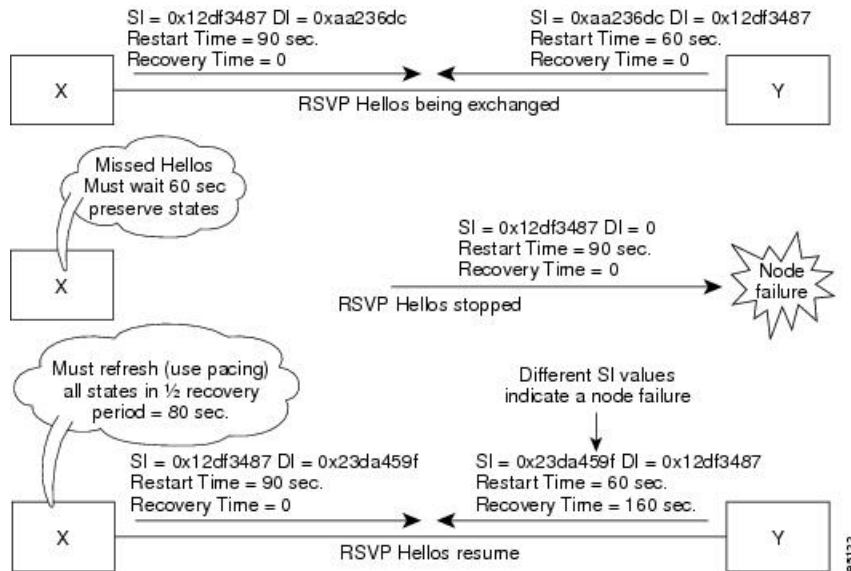 SI = 0x12df3487 DI = 0xaa236dc
Restart Time = 90 sec.
Recovery Time = 0
SI = 0xaa236dc DI = 0x12df3487
Restart Time = 60 sec.
Recovery Time = 0
X
Y
RSVP Hellos being exchanged
Missed Hellos
Must wait 60 sec
preserve states
X
SI = 0x12df3487 DI = 0
Restart Time = 90 sec.
Recovery Time = 0
RSVP Hellos stopped
Node
failure
Must refresh (use pacing)
all states in ½ recovery
period = 80 sec.
Different SI values
indicate a node failure
SI = 0x12df3487 DI = 0x23da459f
Restart Time = 90 sec.
Recovery Time = 0
SI = 0x23da459f DI = 0x12df3487
Restart Time = 60 sec.
Recovery Time = 160 sec.
X
Y
RSVP Hellos resume